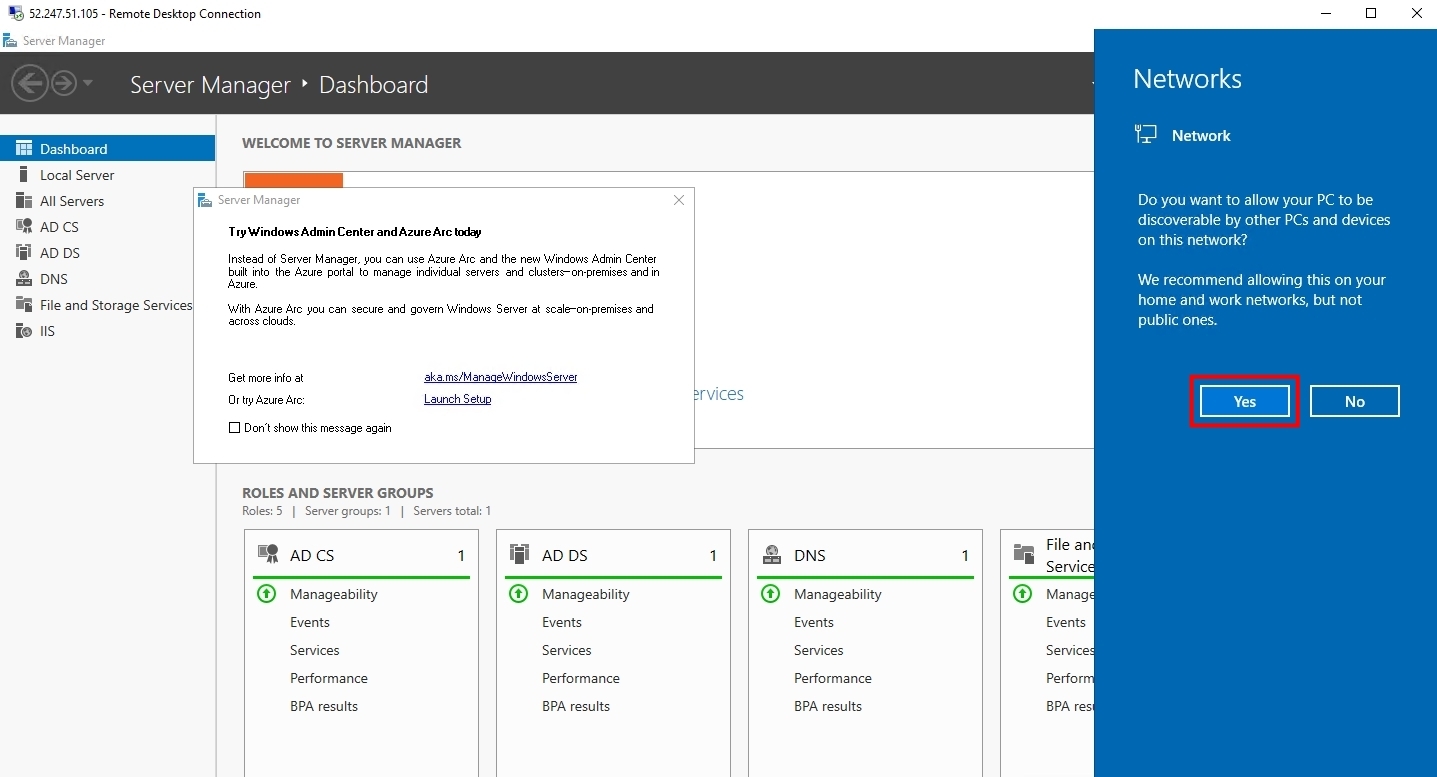 52.247.51.105 - Remote Desktop Connection
Server Manager
Server Manager Dashboard
Dashboard
Local Server
All Servers
AD CS
AD DS
DNS
File and Storage Services
IIS
WELCOME TO SERVER MANAGER
Server Manager
Try Windows Admin Center and Azure Arc today
Instead of Server Manager, you can use Azure Arc and the new Windows Admin Center
built into the Azure portal to manage individual servers and clusters—on-premises and in
Azure.
With Azure Arc you can secure and govern Windows Server at scale—on-premises and
across clouds.
Get more info at aka.ms/ManageWindowsServer
Or try Azure Arc: Launch Setup
Don't show this message again
ervices
ROLES AND SERVER GROUPS
Roles: 5 | Server groups: 1 | Servers total: 1
AD CS 1
Manageability
Events
Services
Performance
BPA results
AD DS 1
Manageability
Events
Services
Performance
BPA results
DNS 1
Manageability
Events
Services
Performance
BPA results
File an
Service
Manage
Events
Services
Perform
BPA res
Networks
Network
Do you want to allow your PC to be
discoverable by other PCs and devices
on this network?
We recommend allowing this on your
home and work networks, but not
public ones.
Yes No